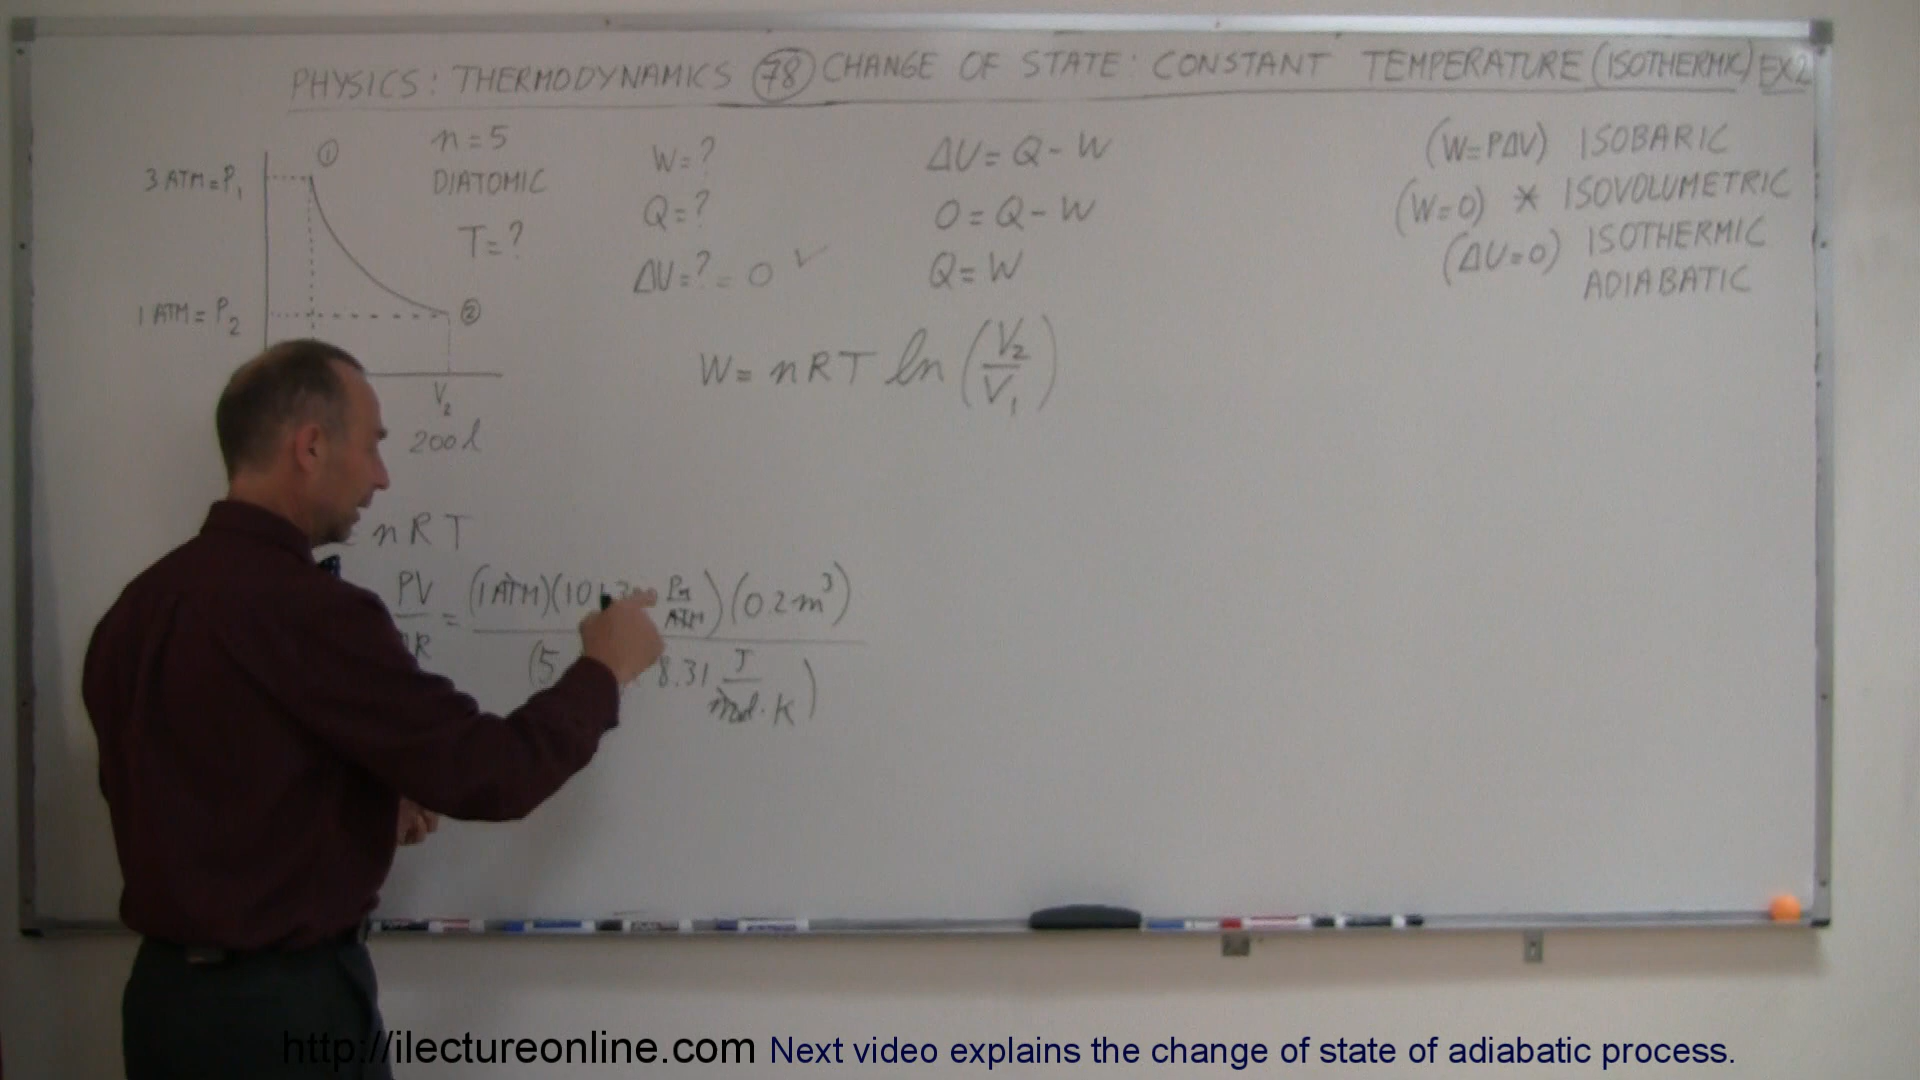 PHYSICS: THERMODYNAMICS 78 CHANGE OF STATE: CONSTANT TEMPERATURE (ISOTHERMIC) EX2
1
3 ATM = P1
1 ATM = P2
2
V2
200 l
n = 5
DIATOMIC
T = ?
W = ?
Q = ?
ΔU = ? = 0 ✓
ΔU = Q - W
0 = Q - W
Q = W
W = nRT ln (V2/V1)
(W=PΔV) ISOBARIC
(W=0) * ISOVOLUMETRIC
(ΔU=0) ISOTHERMIC
ADIABATIC
= nRT
PV = (1 ATM)(101 Pa/ATM)(0.2 m³)
R (5 8.31 J/mol·K)
http://ilectureonline.com Next video explains the change of state of adiabatic process.